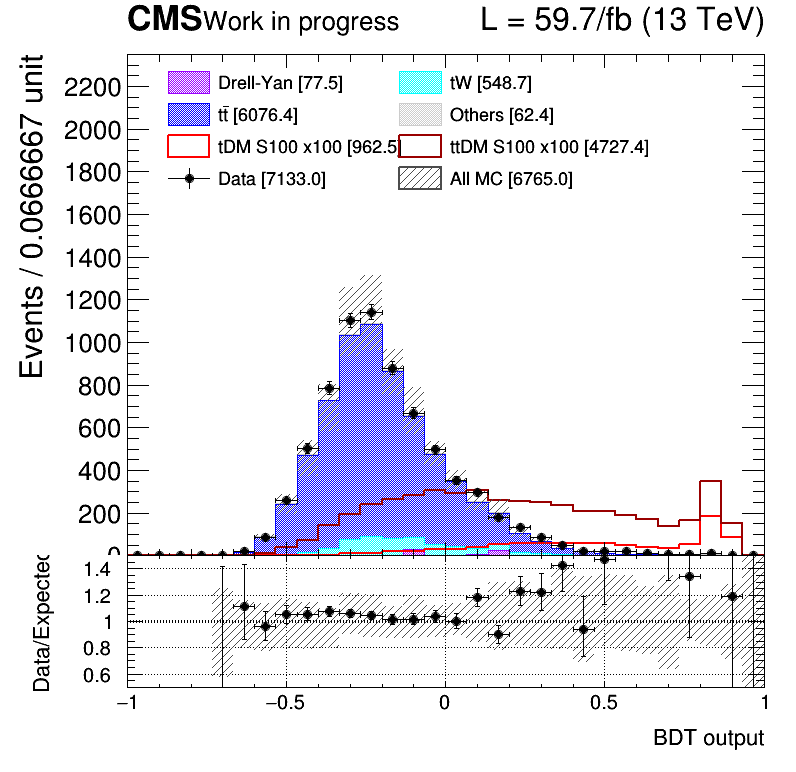 CMS Work in progress L = 59.7/fb (13 TeV)
Events / 0.0666667 unit
2200
2000
1800
1600
1400
1200
1000
800
600
400
200
0
Drell-Yan [77.5] tW [548.7]
tt̄ [6076.4] Others [62.4]
tDM S100 x100 [962.5] ttDM S100 x100 [4727.4]
Data [7133.0] All MC [6765.0]
Data/Expected
1.4
1.2
1
0.8
0.6
−1 −0.5 0 0.5 1
BDT output